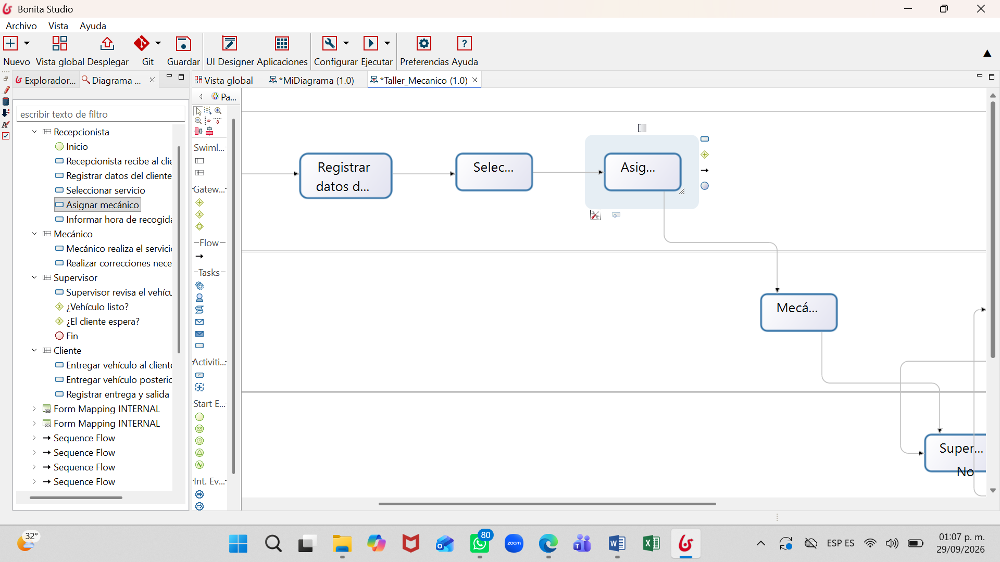 Bonita Studio
Archivo Vista Ayuda
Nuevo Vista global Desplegar Git Guardar UI Designer Aplicaciones Configurar Ejecutar Preferencias Ayuda
Explorador... Diagrama ...
Vista global *MiDiagrama (1.0) *Taller_Mecanico (1.0)
escribir texto de filtro
Recepcionista
Inicio
Recepcionista recibe al clie
Registrar datos del cliente
Seleccionar servicio
Asignar mecánico
Informar hora de recogida
Mecánico
Mecánico realiza el servicio
Realizar correcciones nece
Supervisor
Supervisor revisa el vehícu
¿Vehículo listo?
¿El cliente espera?
Fin
Cliente
Entregar vehículo al cliente
Entregar vehículo posterio
Registrar entrega y salida
Form Mapping INTERNAL
Form Mapping INTERNAL
Sequence Flow
Sequence Flow
Sequence Flow
Sequence Flow
Pa...
Swiml...
Gatew...
Flow
Tasks
Activiti...
Start E...
Int. Ev...
Registrar
datos d...
Selec...
Asig...
Mecá...
Super...
No
32°
80
zoom
ESP ES
01:07 p. m.
29/09/2026